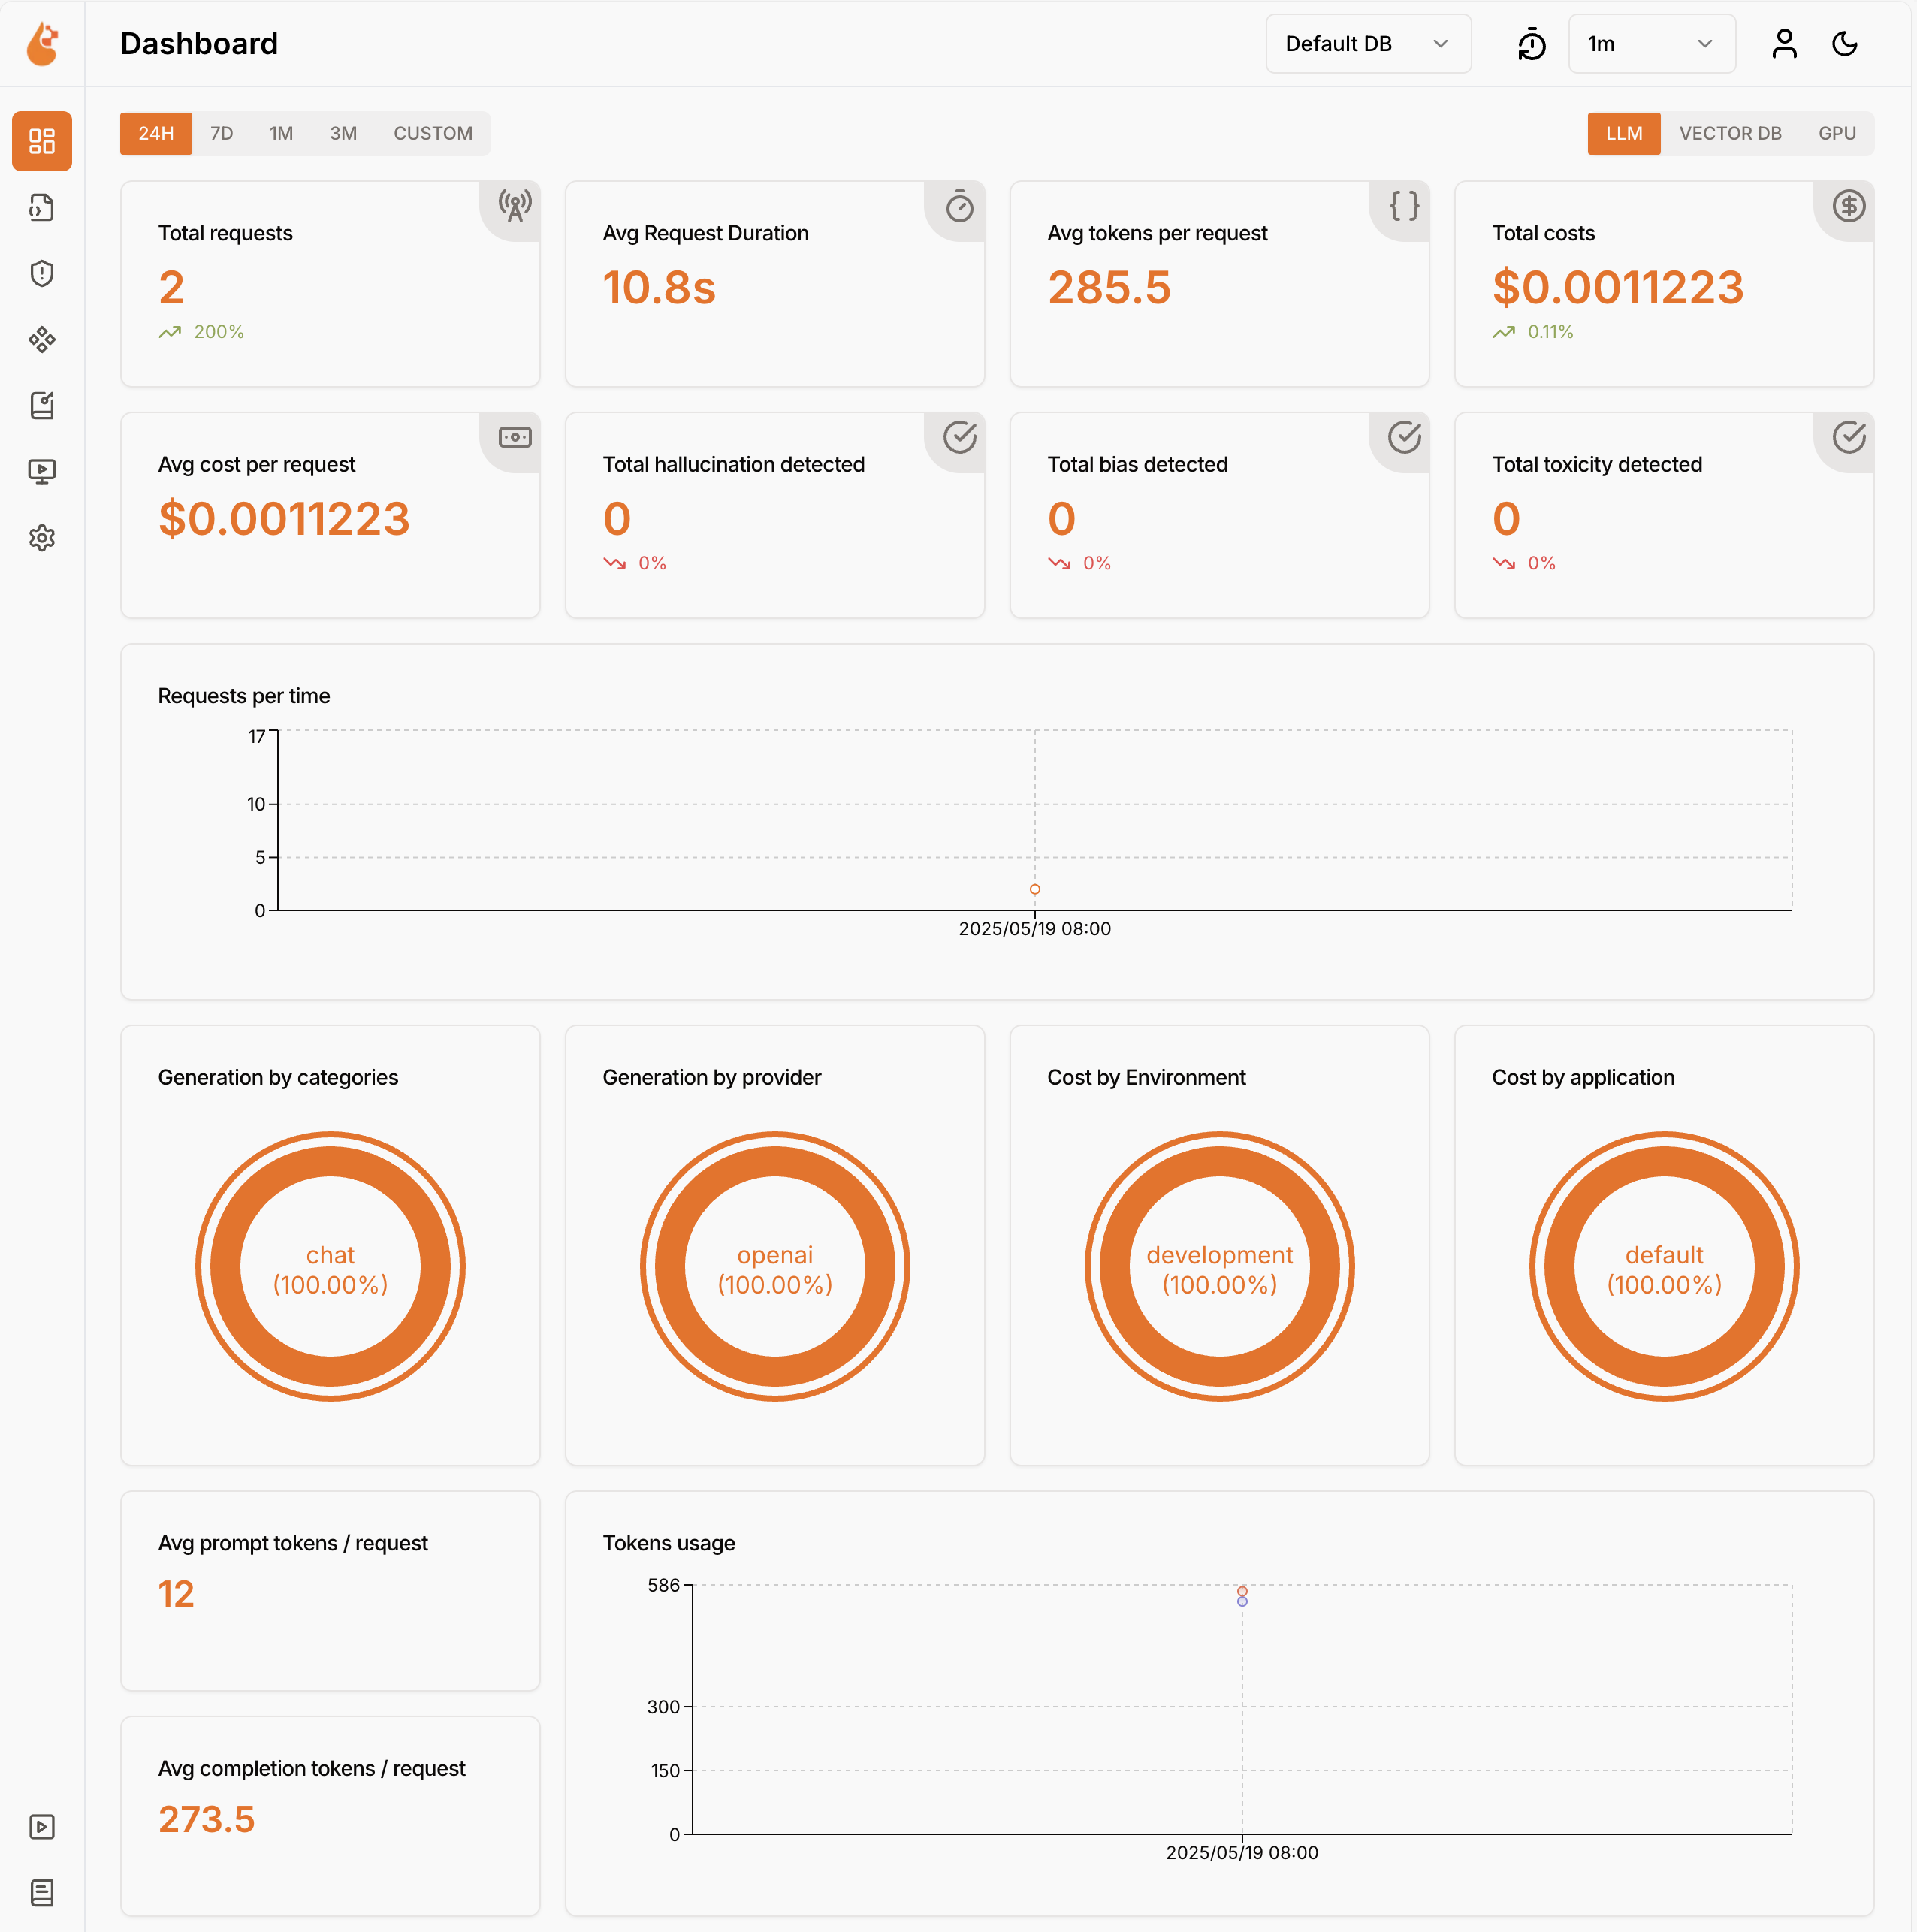 Dashboard
Default DB
1m
24H 7D 1M 3M CUSTOM
LLM VECTOR DB GPU
Total requests
2
200%
Avg Request Duration
10.8s
Avg tokens per request
285.5
Total costs
$0.0011223
0.11%
Avg cost per request
$0.0011223
Total hallucination detected
0
0%
Total bias detected
0
0%
Total toxicity detected
0
0%
Requests per time
17
10
5
0
2025/05/19 08:00
Generation by categories
chat
(100.00%)
Generation by provider
openai
(100.00%)
Cost by Environment
development
(100.00%)
Cost by application
default
(100.00%)
Avg prompt tokens / request
12
Avg completion tokens / request
273.5
Tokens usage
586
300
150
0
2025/05/19 08:00